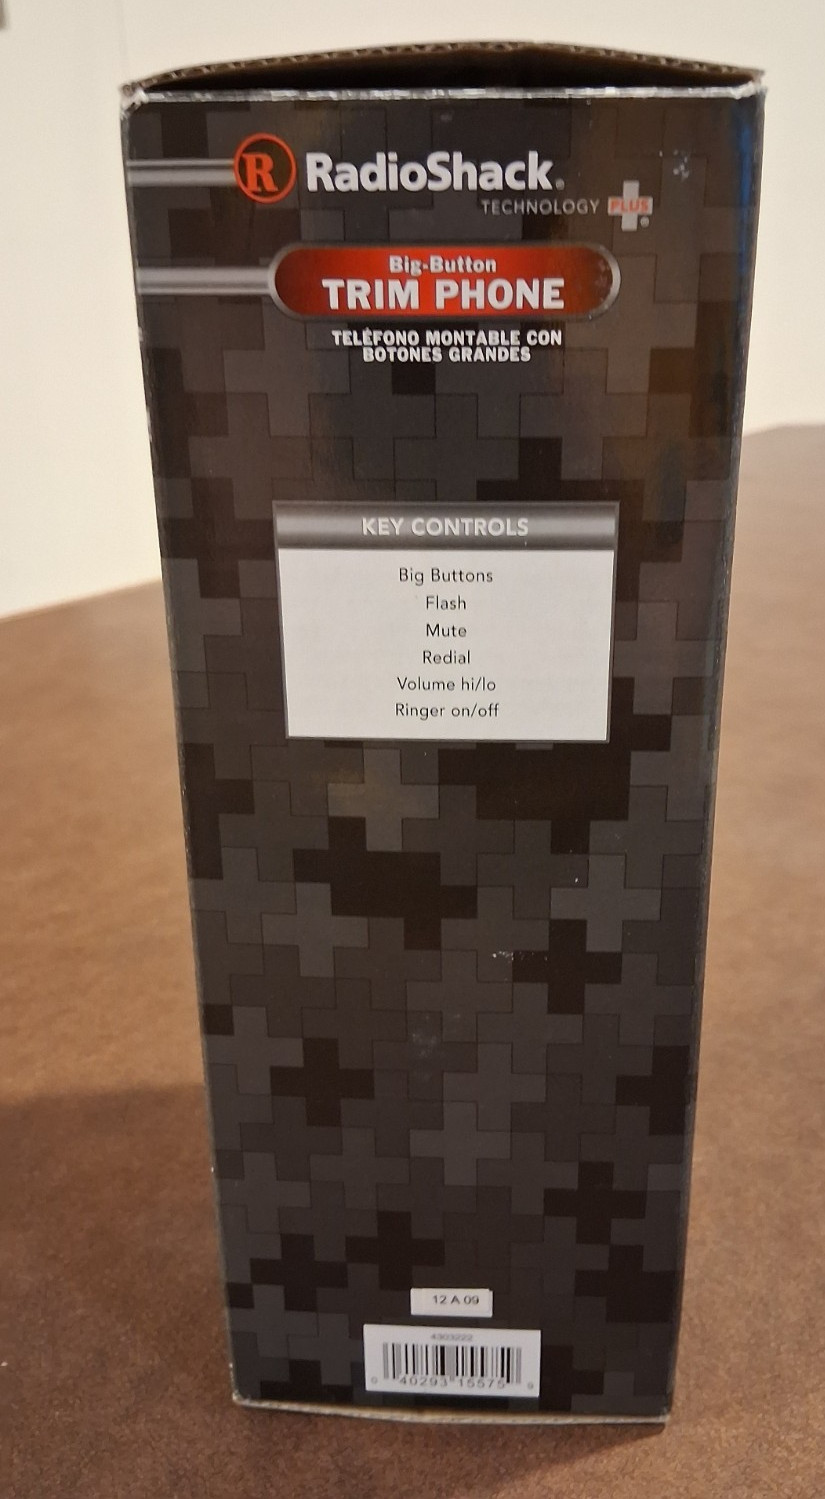 R RadioShack®
TECHNOLOGY PLUS®
Big-Button
TRIM PHONE
TELÉFONO MONTABLE CON
BOTONES GRANDES
KEY CONTROLS
Big Buttons
Flash
Mute
Redial
Volume hi/lo
Ringer on/off
12 A 09
4303222
0 40293 15575 9